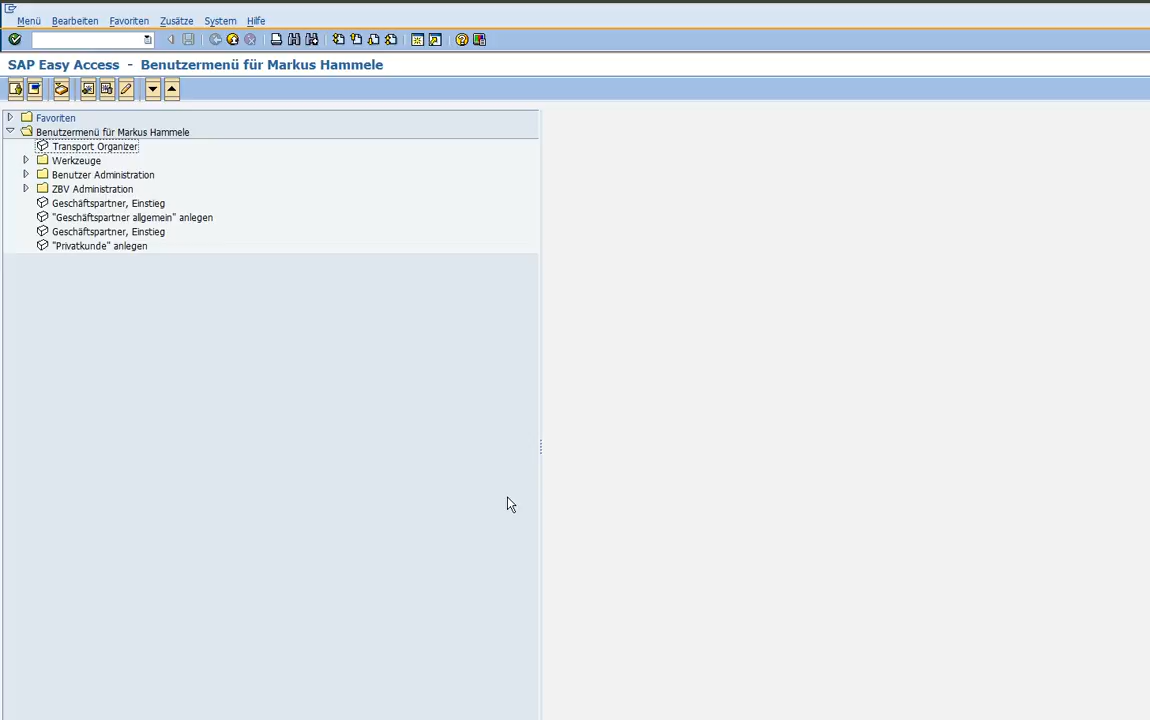 Menü Bearbeiten Favoriten Zusätze System Hilfe
SAP Easy Access - Benutzermenü für Markus Hammele
Favoriten
Benutzermenü für Markus Hammele
Transport Organizer
Werkzeuge
Benutzer Administration
ZBV Administration
Geschäftspartner, Einstieg
"Geschäftspartner allgemein" anlegen
Geschäftspartner, Einstieg
"Privatkunde" anlegen